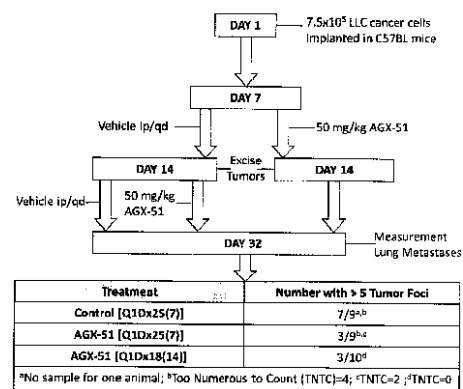 DAY 1
7.5x10⁵ LLC cancer cells
Implanted in C57BL mice
DAY 7
Vehicle ip/qd
50 mg/kg AGX-51
DAY 14
Excise
Tumors
DAY 14
Vehicle ip/qd
50 mg/kg
AGX-51
DAY 32
Measurement
Lung Metastases
Treatment Number with > 5 Tumor Foci
Control [Q1Dx25(7)] 7/9ᵃ,ᵇ
AGX-51 [Q1Dx25(7)] 3/9ᵇ,ᶜ
AGX-51 [Q1Dx18(14)] 3/10ᵈ
ᵃNo sample for one animal; ᵇToo Numerous to Count (TNTC)=4; ᶜTNTC=2 ;ᵈTNTC=0